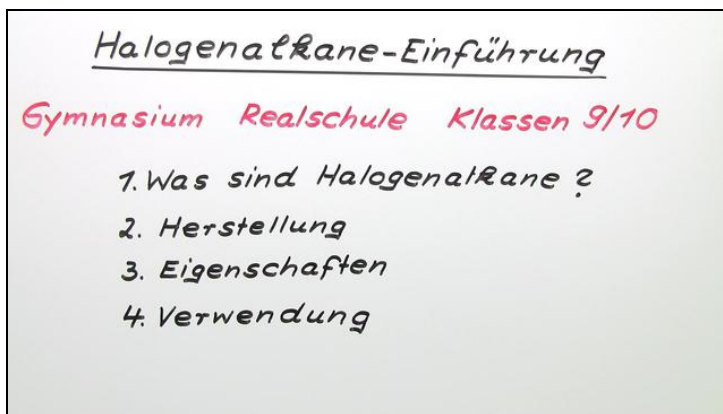 Halogenalkane-Einführung
Gymnasium Realschule Klassen 9/10
1. Was sind Halogenalkane?
2. Herstellung
3. Eigenschaften
4. Verwendung